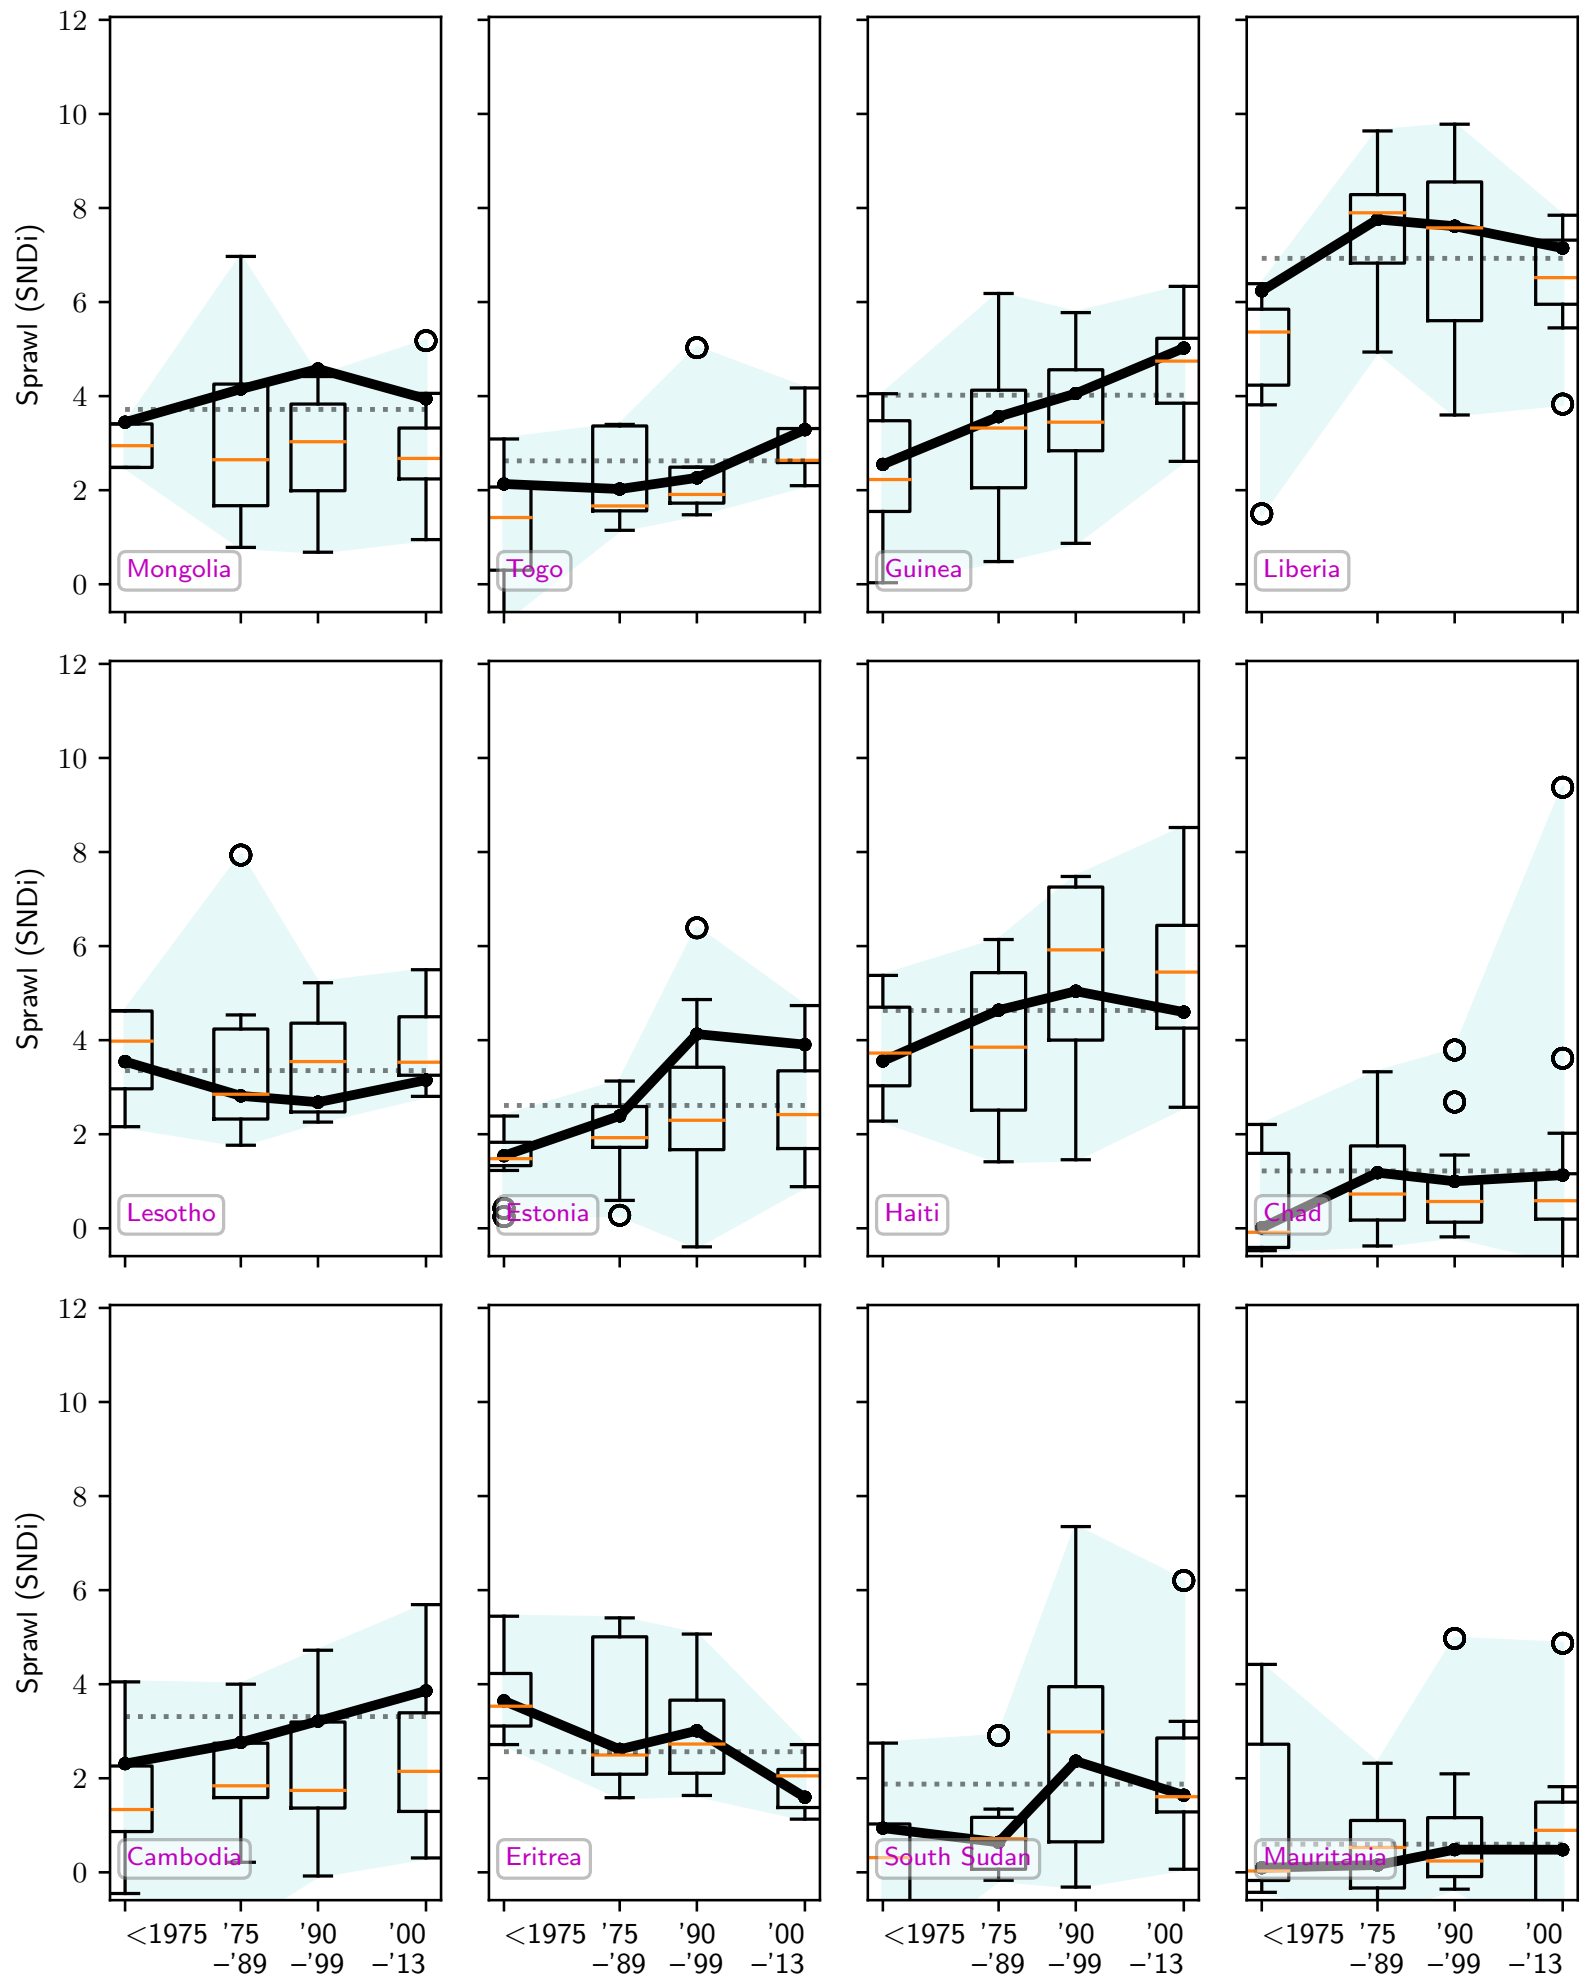 12
10
8
6
4
2
0
Sprawl (SNDi)
Mongolia
Togo
Guinea
Liberia
12
10
8
6
4
2
0
Sprawl (SNDi)
Lesotho
Estonia
Haiti
Chad
12
10
8
6
4
2
0
Sprawl (SNDi)
Cambodia
Eritrea
South Sudan
Mauritania
<1975 '75 '90 '00
–'89 –'99 –'13
<1975 '75 '90 '00
–'89 –'99 –'13
<1975 '75 '90 '00
–'89 –'99 –'13
<1975 '75 '90 '00
–'89 –'99 –'13